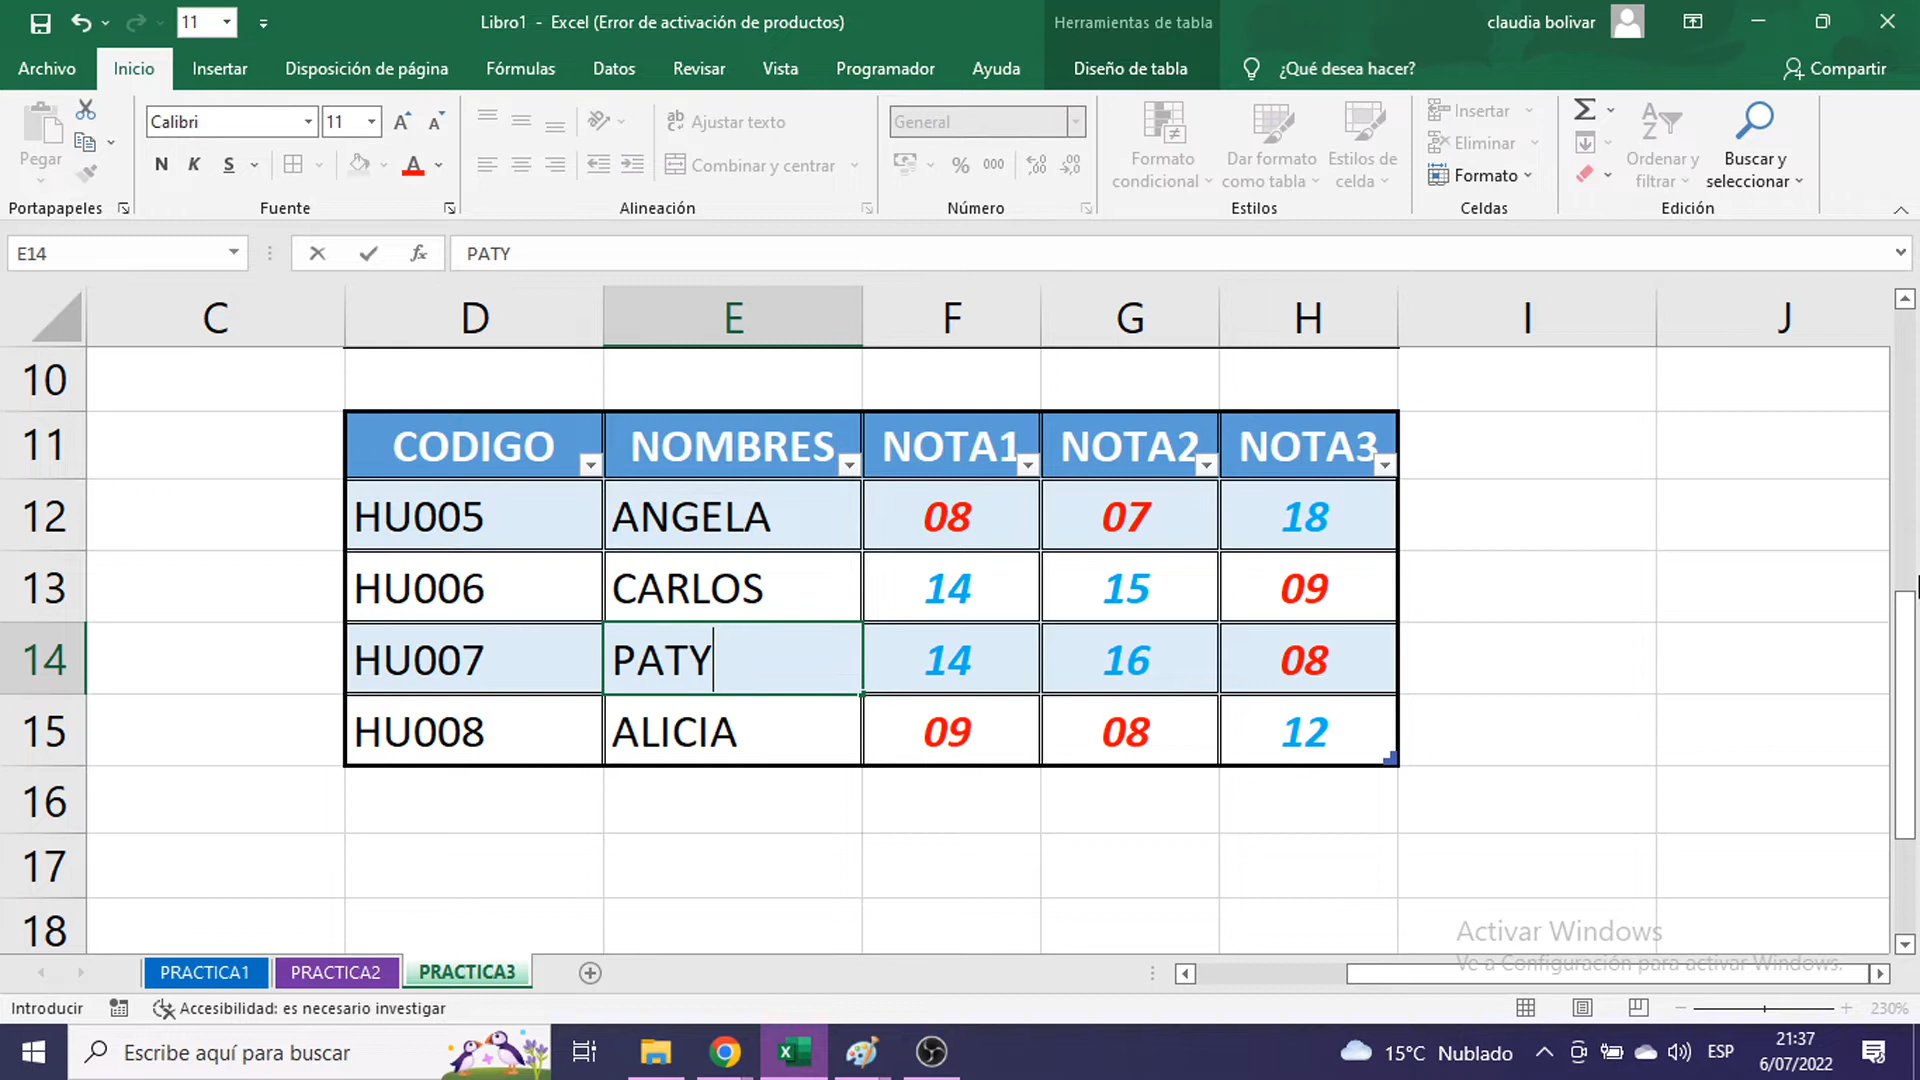 11
Libro1 - Excel (Error de activación de productos)
Herramientas de tabla
claudia bolivar
Archivo
Inicio
Insertar
Disposición de página
Fórmulas
Datos
Revisar
Vista
Programador
Ayuda
Diseño de tabla
¿Qué desea hacer?
Compartir
Pegar
Calibri
11
N K S
Ajustar texto
Combinar y centrar
General
% 000
Formato condicional
Dar formato como tabla
Estilos de celda
Insertar
Eliminar
Formato
Ordenar y filtrar
Buscar y seleccionar
Portapapeles
Fuente
Alineación
Número
Estilos
Celdas
Edición
E14
fx
PATY
C D E F G H I J
10
11 CODIGO NOMBRES NOTA1 NOTA2 NOTA3
12 HU005 ANGELA 08 07 18
13 HU006 CARLOS 14 15 09
14 HU007 PATY 14 16 08
15 HU008 ALICIA 09 08 12
16
17
18
Activar Windows
Ve a Configuración para activar Windows.
PRACTICA1
PRACTICA2
PRACTICA3
Introducir
Accesibilidad: es necesario investigar
230%
Escribe aquí para buscar
15°C Nublado
ESP
21:37
6/07/2022